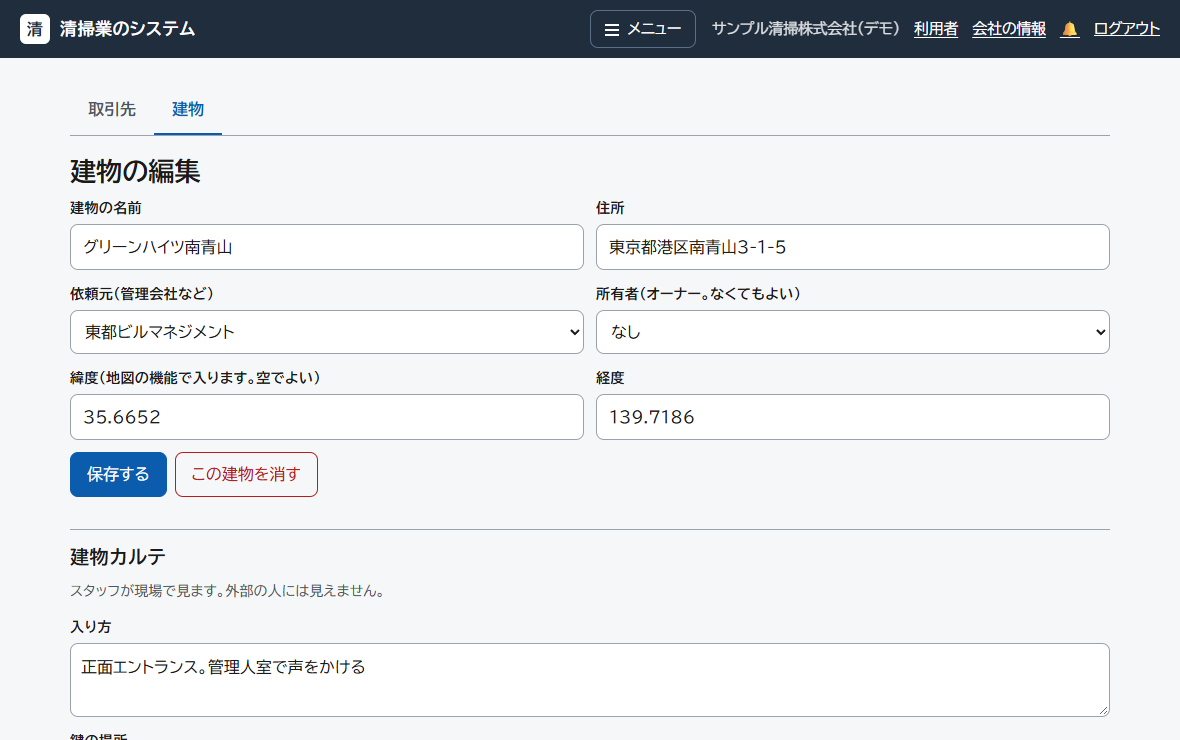 清 清掃業のシステム メニュー サンプル清掃株式会社(デモ) 利用者 会社の情報 ログアウト
取引先 建物
建物の編集
建物の名前 住所
グリーンハイツ南青山 東京都港区南青山3-1-5
依頼元(管理会社など) 所有者(オーナー。なくてもよい)
東都ビルマネジメント なし
緯度(地図の機能で入ります。空でよい) 経度
35.6652 139.7186
保存する この建物を消す
建物カルテ
スタッフが現場で見ます。外部の人には見えません。
入り方
正面エントランス。管理人室で声をかける
鍵の場所